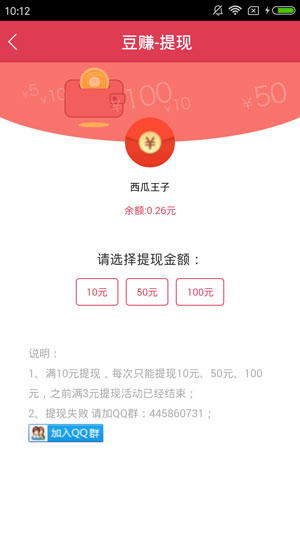 10:12
豆赚-提现
¥5 ¥10 ¥100 ¥10 ¥50
¥
西瓜王子
余额:0.26元
请选择提现金额：
10元 50元 100元
说明：
1、满10元提现，每次只能提现10元、50元、100
元，之前满3元提现活动已经结束；
2、提现失败 请加QQ群：445860731；
加入QQ群